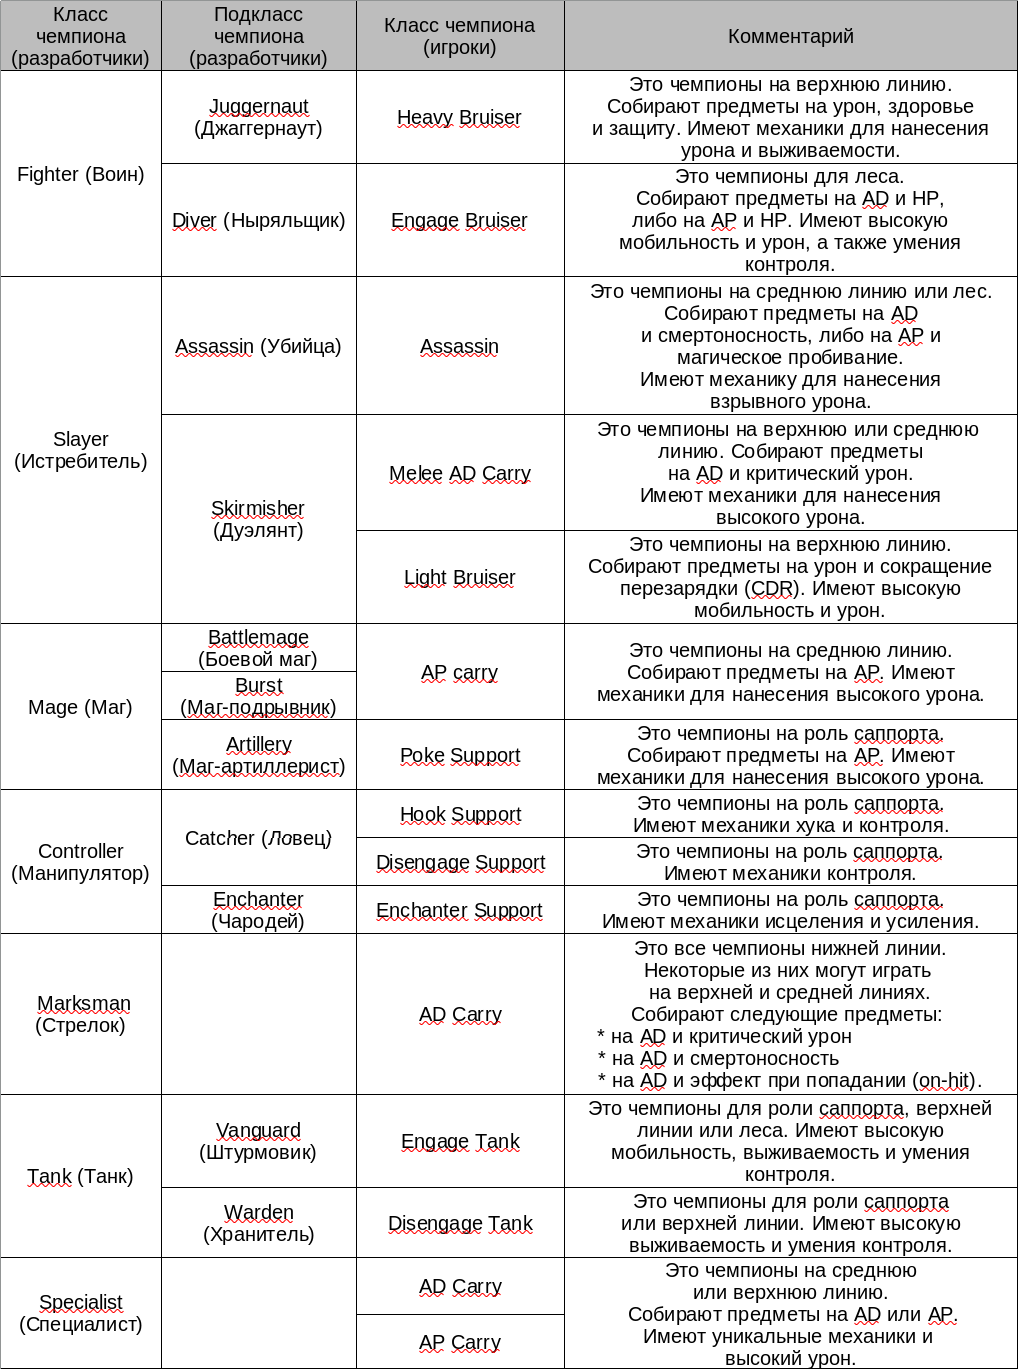 Класс
чемпиона
(разработчики)
Подкласс
чемпиона
(разработчики)
Класс чемпиона
(игроки)
Комментарий
Fighter (Воин)
Juggernaut
(Джаггернаут)
Heavy Bruiser
Это чемпионы на верхнюю линию.
Собирают предметы на урон, здоровье
и защиту. Имеют механики для нанесения
урона и выживаемости.
Diver (Ныряльщик)
Engage Bruiser
Это чемпионы для леса.
Собирают предметы на AD и HP,
либо на AP и HP. Имеют высокую
мобильность и урон, а также умения
контроля.
Slayer
(Истребитель)
Assassin (Убийца)
Assassin
Это чемпионы на среднюю линию или лес.
Собирают предметы на AD
и смертоносность, либо на AP и
магическое пробивание.
Имеют механику для нанесения
взрывного урона.
Skirmisher
(Дуэлянт)
Melee AD Carry
Это чемпионы на верхнюю или среднюю
линию. Собирают предметы
на AD и критический урон.
Имеют механики для нанесения
высокого урона.
Light Bruiser
Это чемпионы на верхнюю линию.
Собирают предметы на урон и сокращение
перезарядки (CDR). Имеют высокую
мобильность и урон.
Mage (Маг)
Battlemage
(Боевой маг)
Burst
(Маг-подрывник)
AP carry
Это чемпионы на среднюю линию.
Собирают предметы на AP. Имеют
механики для нанесения высокого урона.
Artillery
(Маг-артиллерист)
Poke Support
Это чемпионы на роль саппорта.
Собирают предметы на AP. Имеют
механики для нанесения высокого урона.
Controller
(Манипулятор)
Catcher (Ловец)
Hook Support
Это чемпионы на роль саппорта.
Имеют механики хука и контроля.
Disengage Support
Это чемпионы на роль саппорта.
Имеют механики контроля.
Enchanter
(Чародей)
Enchanter Support
Это чемпионы на роль саппорта.
Имеют механики исцеления и усиления.
Marksman
(Стрелок)
AD Carry
Это все чемпионы нижней линии.
Некоторые из них могут играть
на верхней и средней линиях.
Собирают следующие предметы:
* на AD и критический урон
* на AD и смертоносность
* на AD и эффект при попадании (on-hit).
Tank (Танк)
Vanguard
(Штурмовик)
Engage Tank
Это чемпионы для роли саппорта, верхней
линии или леса. Имеют высокую
мобильность, выживаемость и умения
контроля.
Warden
(Хранитель)
Disengage Tank
Это чемпионы для роли саппорта
или верхней линии. Имеют высокую
выживаемость и умения контроля.
Specialist
(Специалист)
AD Carry
AP Carry
Это чемпионы на среднюю
или верхнюю линию.
Собирают предметы на AD или AP.
Имеют уникальные механики и
высокий урон.